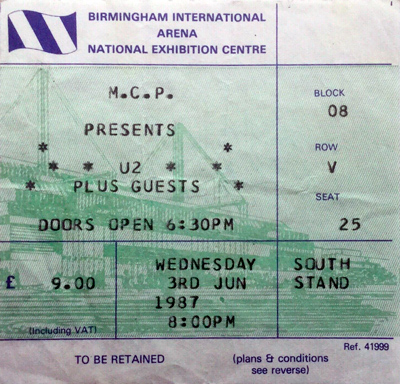 BIRMINGHAM INTERNATIONAL
ARENA
NATIONAL EXHIBITION CENTRE
M.C.P.
PRESENTS
*   *
* * U2 * *
* PLUS GUESTS *
DOORS OPEN 6:30PM
BLOCK
08
ROW
V
SEAT
25
£ 9.00
(Including VAT)
WEDNESDAY
3RD JUN
1987
8:00PM
SOUTH
STAND
Ref. 41999
TO BE RETAINED
(plans & conditions
see reverse)